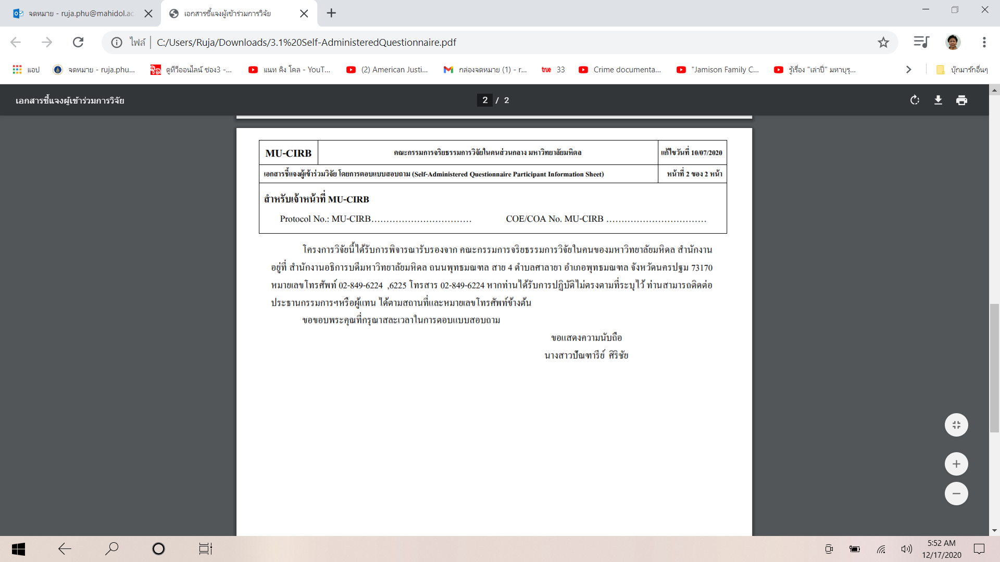 จดหมาย - ruja.phu@mahidol.ac
เอกสารชี้แจงผู้เข้าร่วมการวิจัย
ไฟล์ C:/Users/Ruja/Downloads/3.1%20Self-AdministeredQuestionnaire.pdf
แอป จดหมาย - ruja.phu... ดูทีวีออนไลน์ ช่อง3 -... แนท คิง โคล - YouT... (2) American Justi... กล่องจดหมาย (1) - r... true 33 Crime documenta... "Jamison Family C... รู้เรื่อง "เล่าปี่" มหาบุรุ... บุ๊กมาร์กอื่นๆ
เอกสารชี้แจงผู้เข้าร่วมการวิจัย 2 / 2
MU-CIRB คณะกรรมการจริยธรรมการวิจัยในคนส่วนกลาง มหาวิทยาลัยมหิดล แก้ไขวันที่ 10/07/2020
เอกสารชี้แจงผู้เข้าร่วมวิจัย โดยการตอบแบบสอบถาม (Self-Administered Questionnaire Participant Information Sheet) หน้าที่ 2 ของ 2 หน้า
สำหรับเจ้าหน้าที่ MU-CIRB
Protocol No.: MU-CIRB................................. COE/COA No. MU-CIRB .................................
โครงการวิจัยนี้ได้รับการพิจารณารับรองจาก คณะกรรมการจริยธรรมการวิจัยในคนของมหาวิทยาลัยมหิดล สำนักงาน
อยู่ที่ สำนักงานอธิการบดีมหาวิทยาลัยมหิดล ถนนพุทธมณฑล สาย 4 ตำบลศาลายา อำเภอพุทธมณฑล จังหวัดนครปฐม 73170
หมายเลขโทรศัพท์ 02-849-6224 ,6225 โทรสาร 02-849-6224 หากท่านได้รับการปฏิบัติไม่ตรงตามที่ระบุไว้ ท่านสามารถติดต่อ
ประธานกรรมการฯหรือผู้แทน ได้ตามสถานที่และหมายเลขโทรศัพท์ข้างต้น
ขอขอบพระคุณที่กรุณาสละเวลาในการตอบแบบสอบถาม
ขอแสดงความนับถือ
นางสาวปัณฑารีย์ ศิริชัย
5:52 AM
12/17/2020